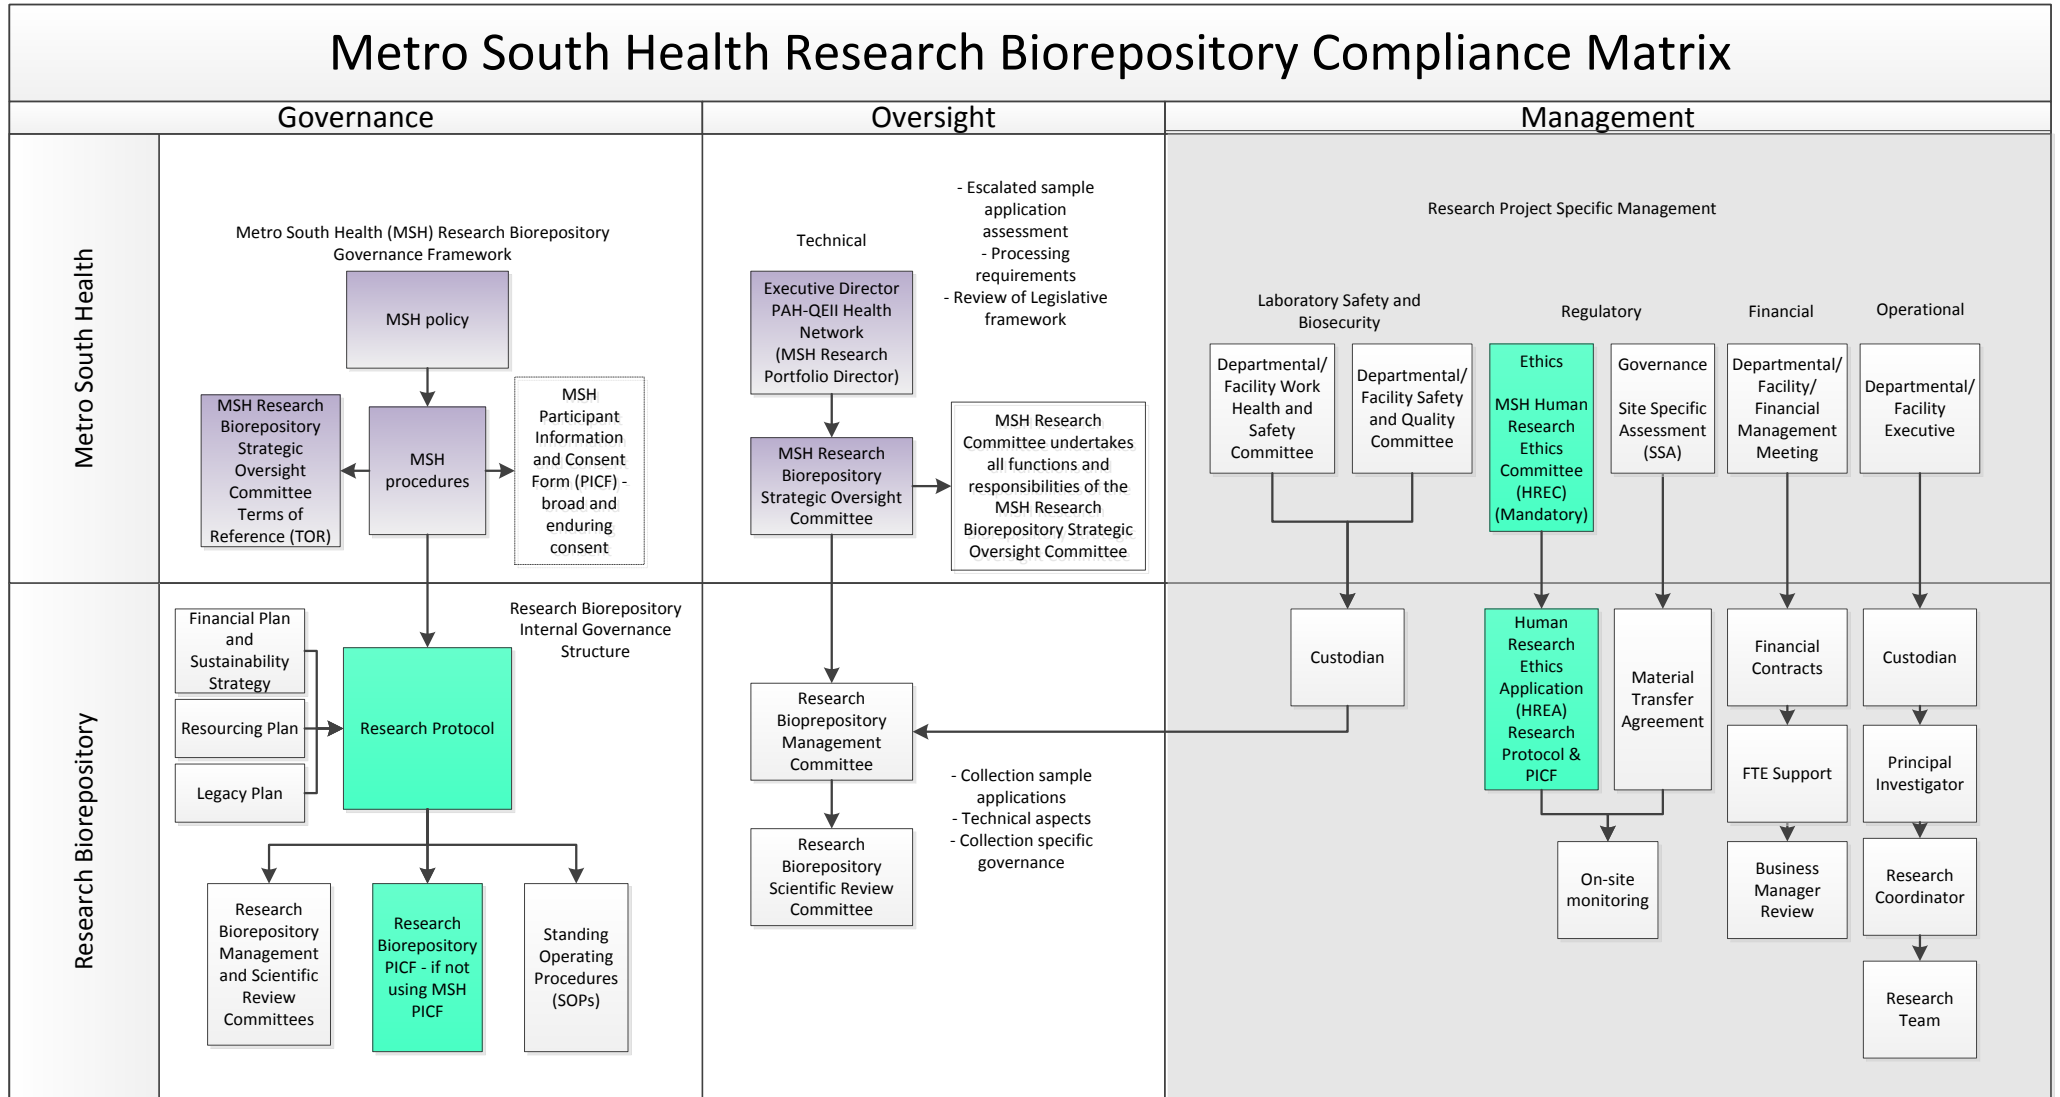 Metro South Health Research Biorepository Compliance Matrix
Governance
Oversight
Management
Metro South Health
Metro South Health (MSH) Research Biorepository
Governance Framework
MSH policy
MSH Research
Biorepository
Strategic
Oversight
Committee
Terms of
Reference (TOR)
MSH
procedures
MSH
Participant
Information
and Consent
Form (PICF) -
broad and
enduring
consent
Technical
- Escalated sample
application
assessment
- Processing
requirements
- Review of Legislative
framework
Executive Director
PAH-QEII Health
Network
(MSH Research
Portfolio Director)
MSH Research
Biorepository
Strategic Oversight
Committee
MSH Research
Committee undertakes
all functions and
responsibilities of the
MSH Research
Biorepository Strategic
Oversight Committee
Research Project Specific Management
Laboratory Safety and
Biosecurity
Regulatory
Financial
Operational
Departmental/
Facility Work
Health and
Safety
Committee
Departmental/
Facility Safety
and Quality
Committee
Ethics
MSH Human
Research
Ethics
Committee
(HREC)
(Mandatory)
Governance
Site Specific
Assessment
(SSA)
Departmental/
Facility/
Financial
Management
Meeting
Departmental/
Facility
Executive
Research Biorepository
Financial Plan
and
Sustainability
Strategy
Resourcing Plan
Legacy Plan
Research Protocol
Research Biorepository
Internal Governance
Structure
Research
Biorepository
Management
and Scientific
Review
Committees
Research
Biorepository
PICF - if not
using MSH
PICF
Standing
Operating
Procedures
(SOPs)
Research
Bioprepository
Management
Committee
- Collection sample
applications
- Technical aspects
- Collection specific
governance
Research
Biorepository
Scientific Review
Committee
Custodian
Human
Research
Ethics
Application
(HREA)
Research
Protocol &
PICF
Material
Transfer
Agreement
On-site
monitoring
Financial
Contracts
FTE Support
Business
Manager
Review
Custodian
Principal
Investigator
Research
Coordinator
Research
Team